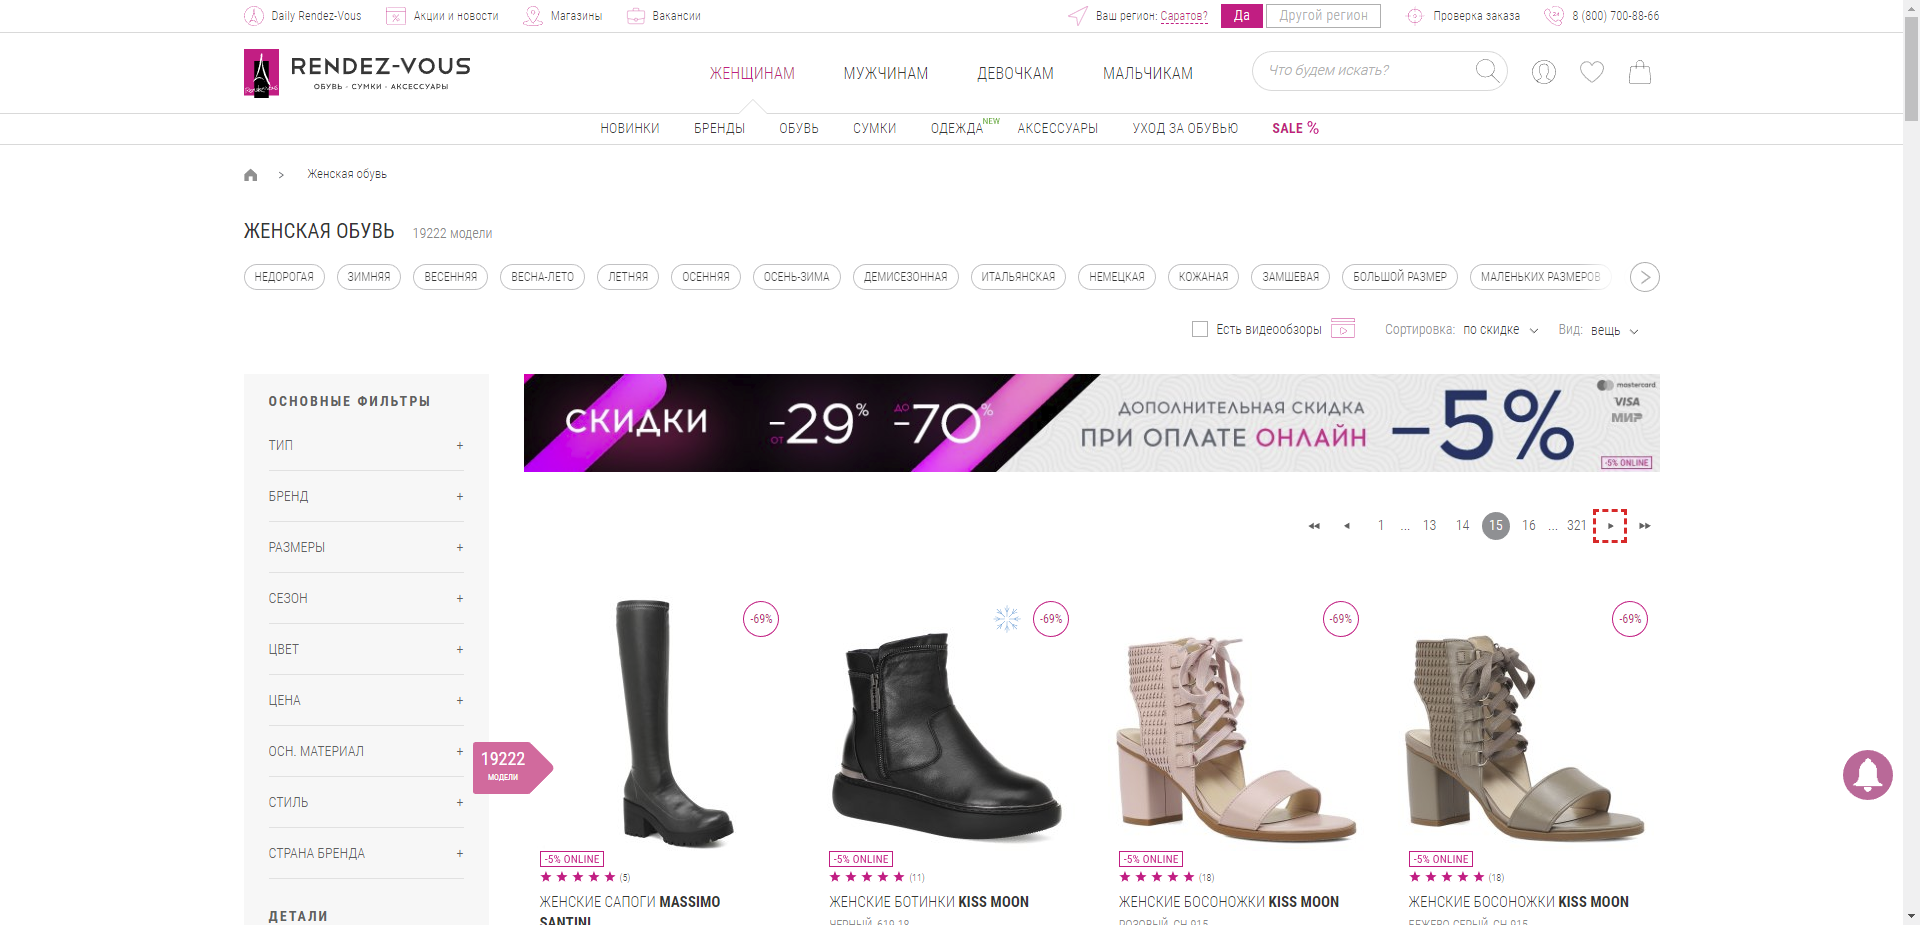 Daily Rendez-Vous
Акции и новости
Магазины
Вакансии
Ваш регион: Саратов?
Да
Другой регион
Проверка заказа
8 (800) 700-88-66
RENDEZ-VOUS
ОБУВЬ · СУМКИ · АКСЕССУАРЫ
ЖЕНЩИНАМ
МУЖЧИНАМ
ДЕВОЧКАМ
МАЛЬЧИКАМ
Что будем искать?
НОВИНКИ
БРЕНДЫ
ОБУВЬ
СУМКИ
ОДЕЖДА NEW
АКСЕССУАРЫ
УХОД ЗА ОБУВЬЮ
SALE %
> Женская обувь
ЖЕНСКАЯ ОБУВЬ 19222 модели
НЕДОРОГАЯ
ЗИМНЯЯ
ВЕСЕННЯЯ
ВЕСНА-ЛЕТО
ЛЕТНЯЯ
ОСЕННЯЯ
ОСЕНЬ-ЗИМА
ДЕМИСЕЗОННАЯ
ИТАЛЬЯНСКАЯ
НЕМЕЦКАЯ
КОЖАНАЯ
ЗАМШЕВАЯ
БОЛЬШОЙ РАЗМЕР
МАЛЕНЬКИХ РАЗМЕРОВ
Есть видеообзоры
Сортировка: по скидке
Вид: вещь
ОСНОВНЫЕ ФИЛЬТРЫ
ТИП +
БРЕНД +
РАЗМЕРЫ +
СЕЗОН +
ЦВЕТ +
ЦЕНА +
ОСН. МАТЕРИАЛ +
СТИЛЬ +
СТРАНА БРЕНДА +
ДЕТАЛИ
19222
МОДЕЛИ
СКИДКИ ОТ -29% ДО -70%
ДОПОЛНИТЕЛЬНАЯ СКИДКА
ПРИ ОПЛАТЕ ОНЛАЙН
-5%
mastercard
VISA
МИР
-5% ONLINE
1 ... 13 14 15 16 ... 321
-69%
-69%
-69%
-69%
-5% ONLINE
(5)
ЖЕНСКИЕ САПОГИ MASSIMO
SANTINI
-5% ONLINE
(11)
ЖЕНСКИЕ БОТИНКИ KISS MOON
ЧЕРНЫЙ, 619-18
-5% ONLINE
(18)
ЖЕНСКИЕ БОСОНОЖКИ KISS MOON
РОЗОВЫЙ, CH-915
-5% ONLINE
(18)
ЖЕНСКИЕ БОСОНОЖКИ KISS MOON
БЕЖЕВО-СЕРЫЙ, CH-915